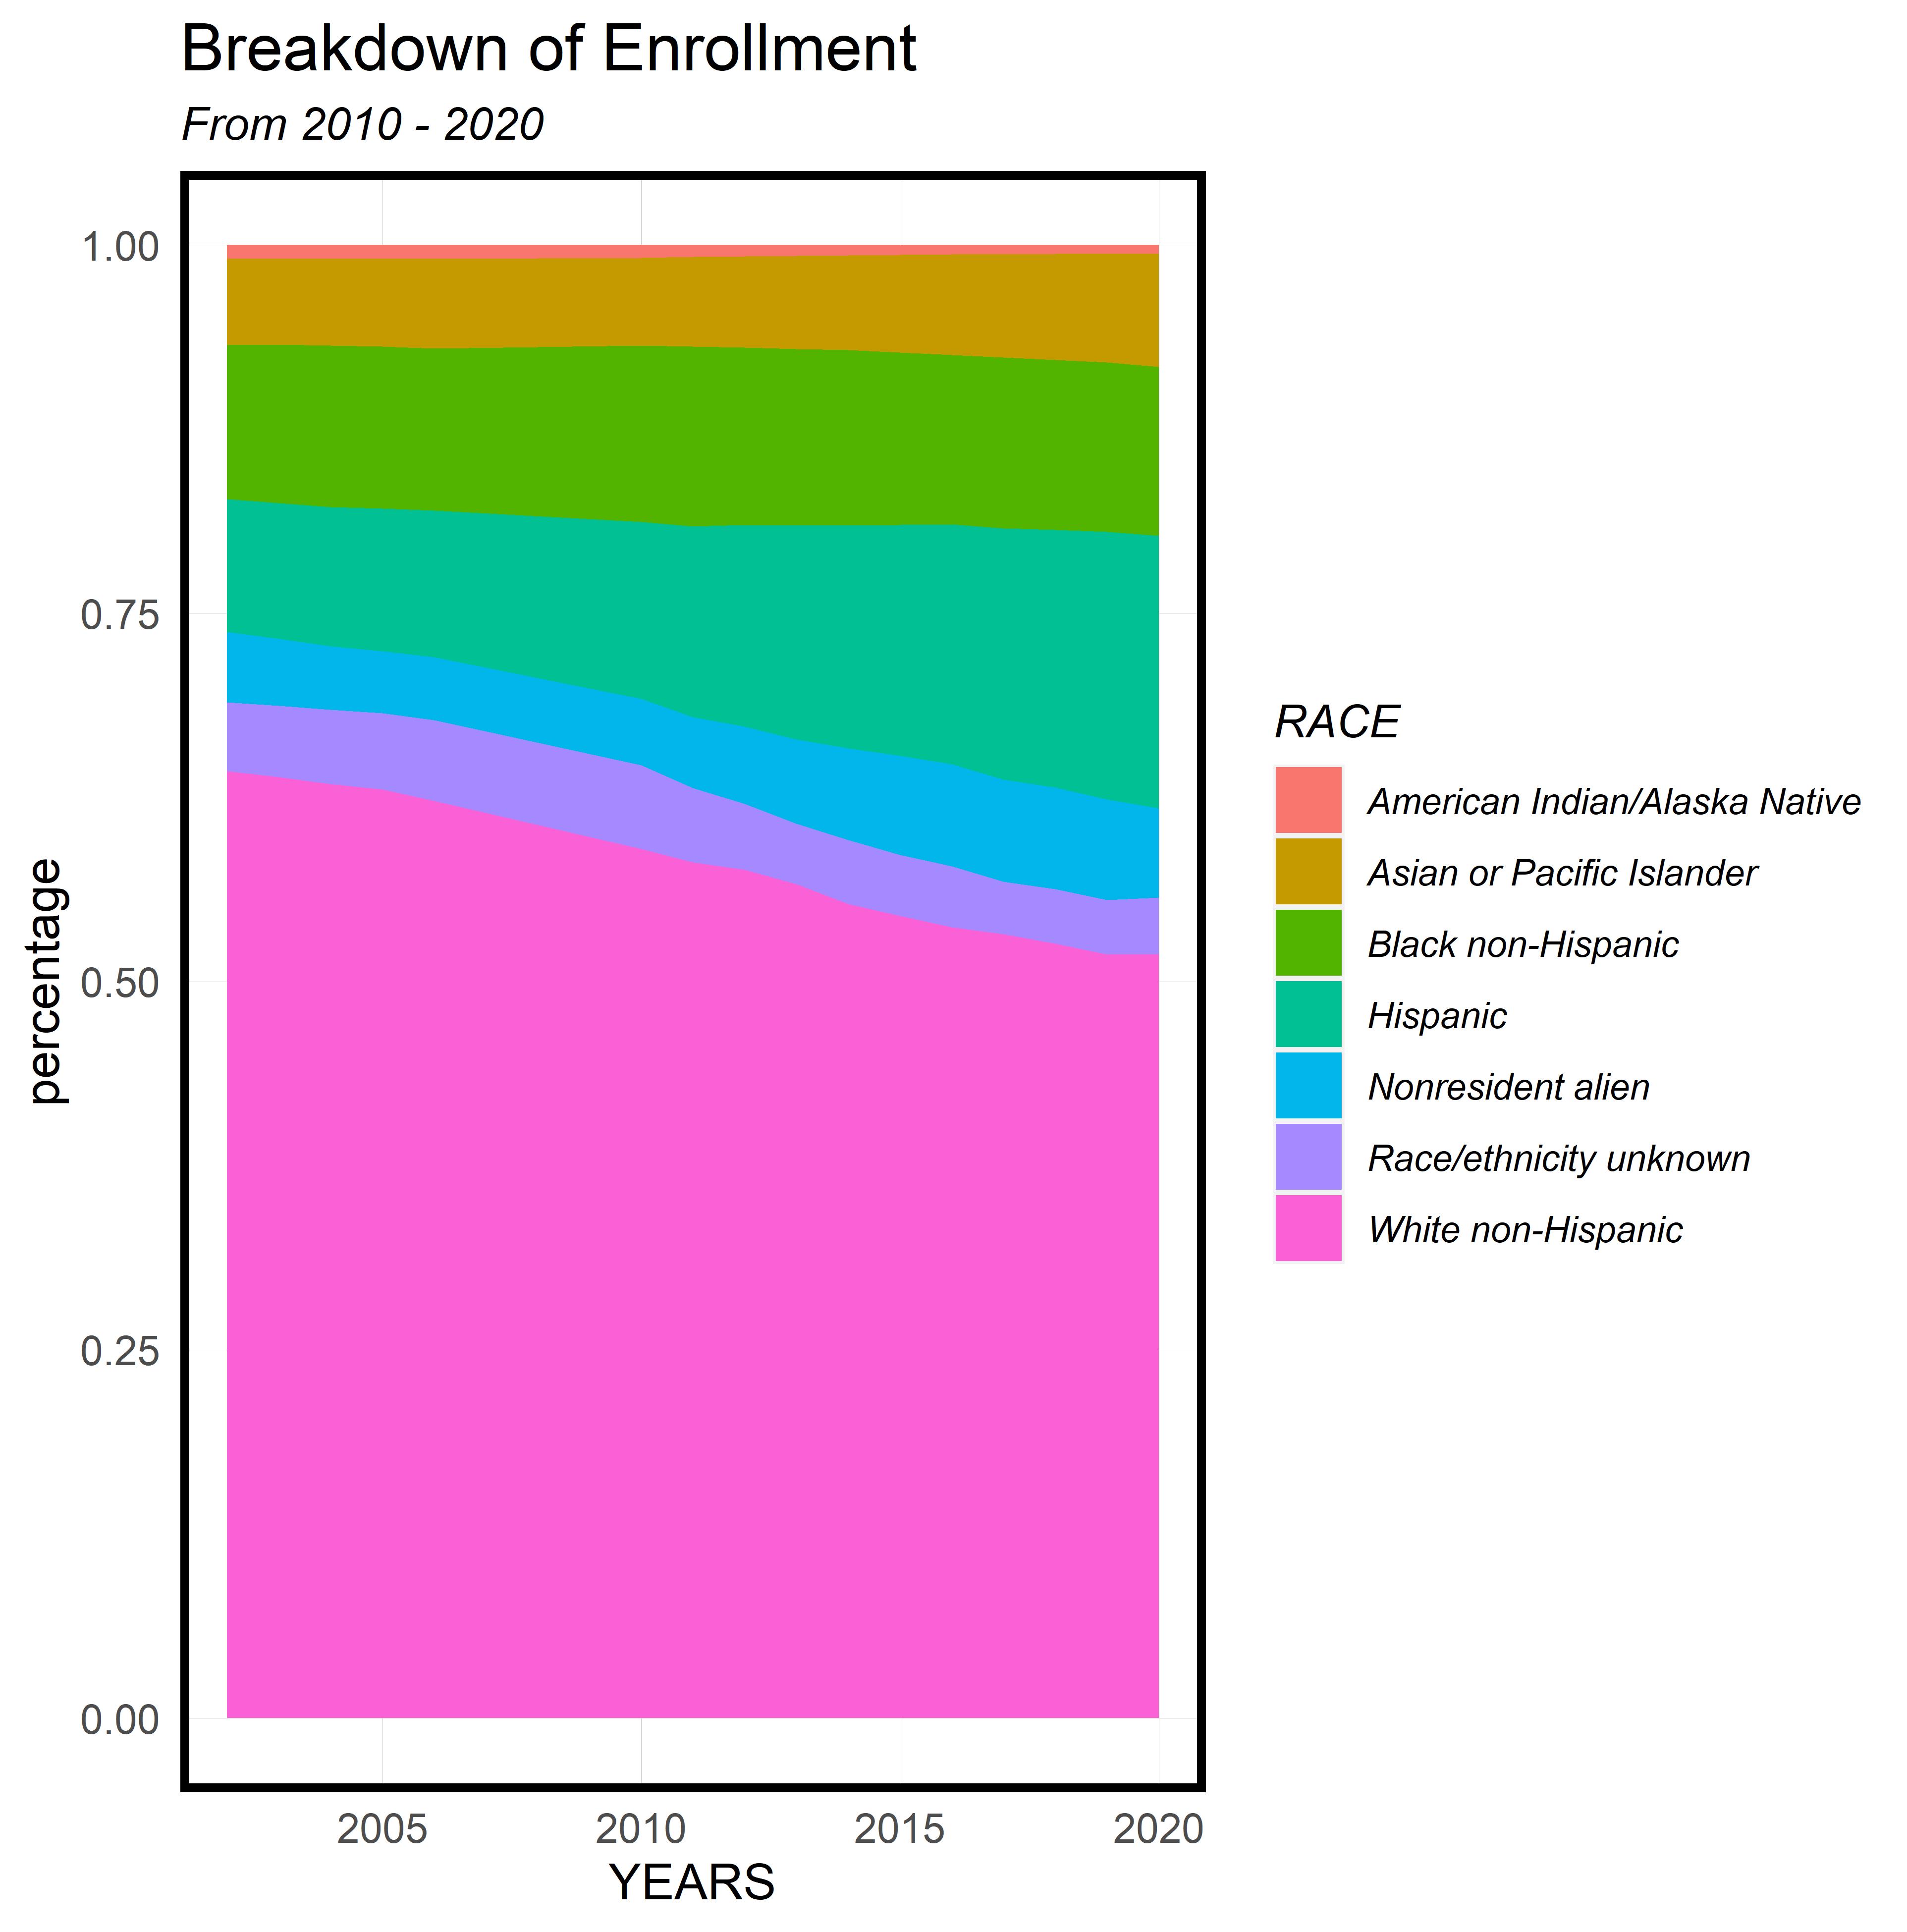 Breakdown of Enrollment
From 2010 - 2020
percentage
1.00
0.75
0.50
0.25
0.00
2005
2010
2015
2020
YEARS
RACE
American Indian/Alaska Native
Asian or Pacific Islander
Black non-Hispanic
Hispanic
Nonresident alien
Race/ethnicity unknown
White non-Hispanic